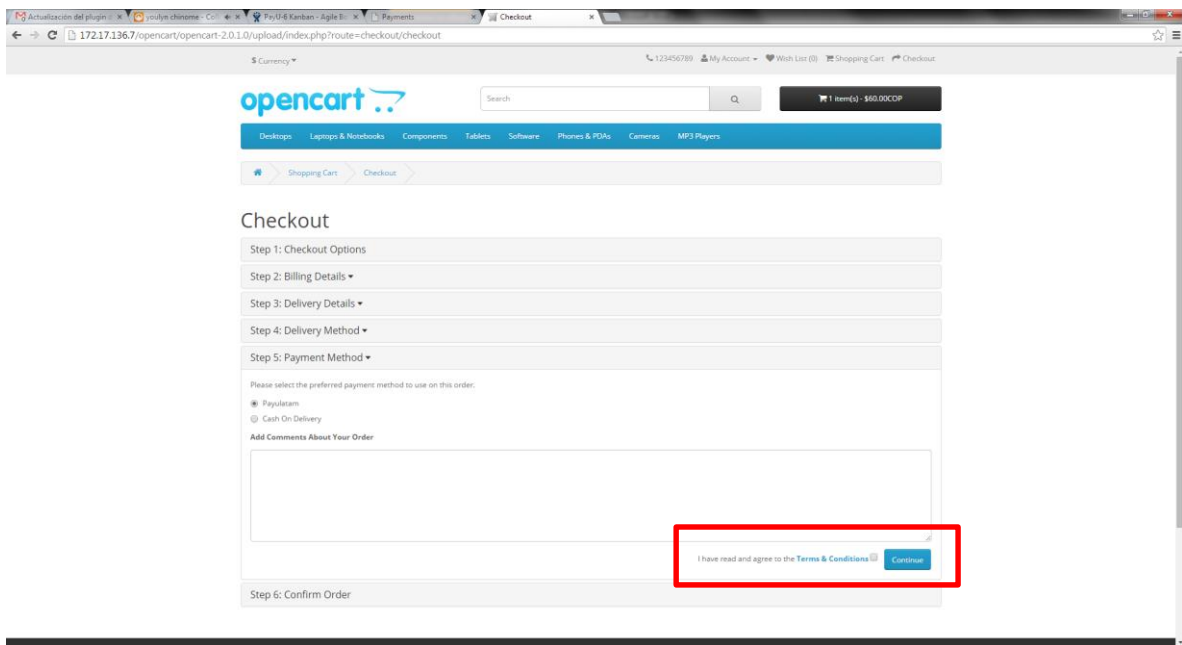 Actualización del plugin
youlyn chinome - Col
PayU-6 Kanban - Agile Bo
Payments
Checkout
172.17.136.7/opencart/opencart-2.0.1.0/upload/index.php?route=checkout/checkout
$ Currency
123456789 My Account Wish List (0) Shopping Cart Checkout
opencart
Search
1 item(s) - $60.00COP
Desktops Laptops & Notebooks Components Tablets Software Phones & PDAs Cameras MP3 Players
Shopping Cart Checkout
Checkout
Step 1: Checkout Options
Step 2: Billing Details
Step 3: Delivery Details
Step 4: Delivery Method
Step 5: Payment Method
Please select the preferred payment method to use on this order.
Payulatam
Cash On Delivery
Add Comments About Your Order
I have read and agree to the Terms & Conditions Continue
Step 6: Confirm Order